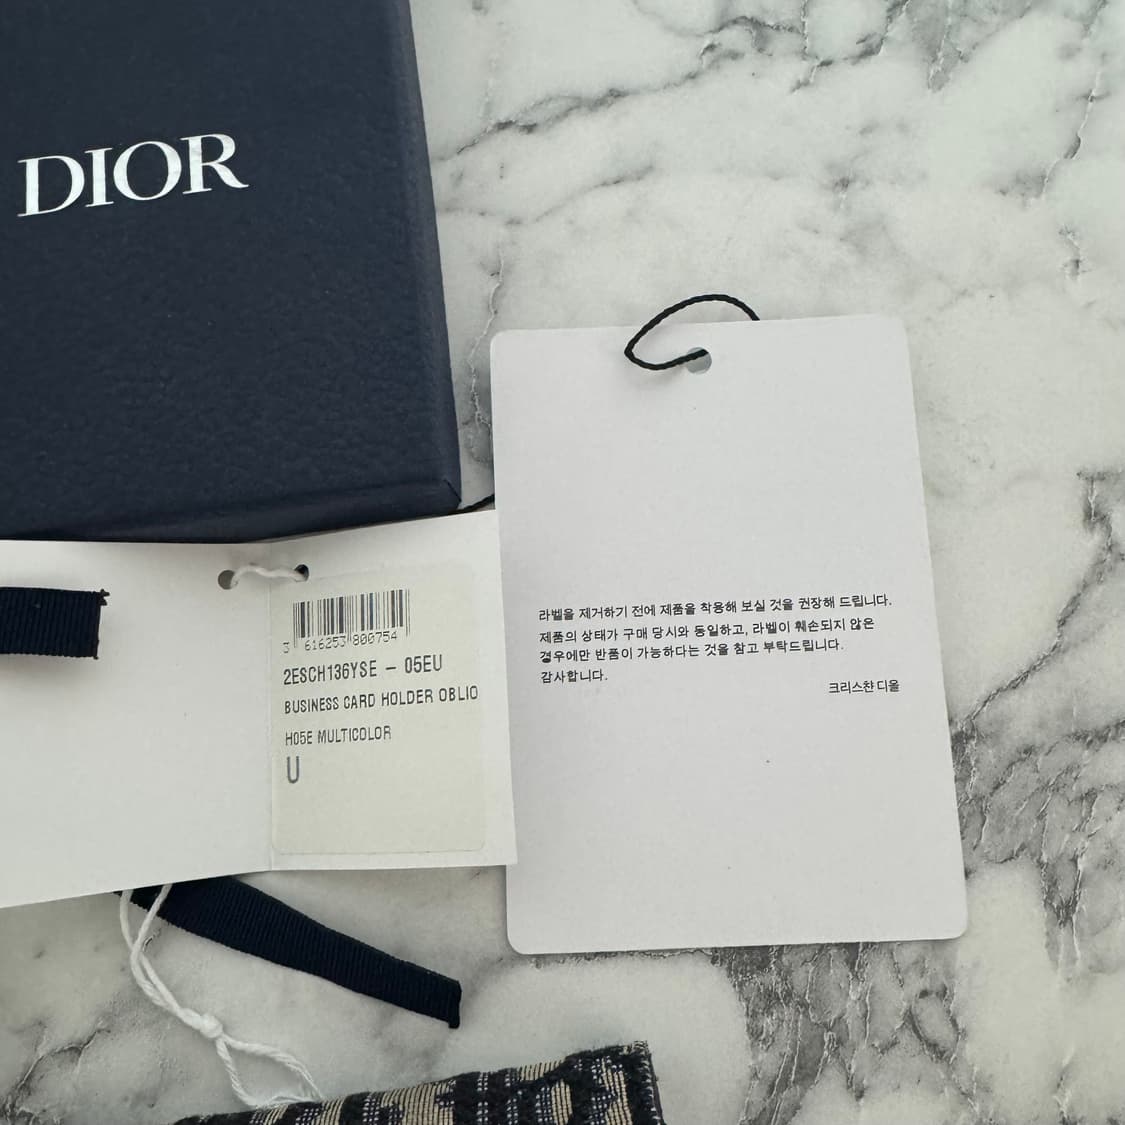 DIOR
3 616253 800754
2ESCH136YSE - 05EU
BUSINESS CARD HOLDER OBLIO
H05E MULTICOLOR
U
라벨을 제거하기 전에 제품을 착용해 보실 것을 권장해 드립니다.
제품의 상태가 구매 당시와 동일하고, 라벨이 훼손되지 않은
경우에만 반품이 가능하다는 것을 참고 부탁드립니다.
감사합니다.
크리스챤 디올